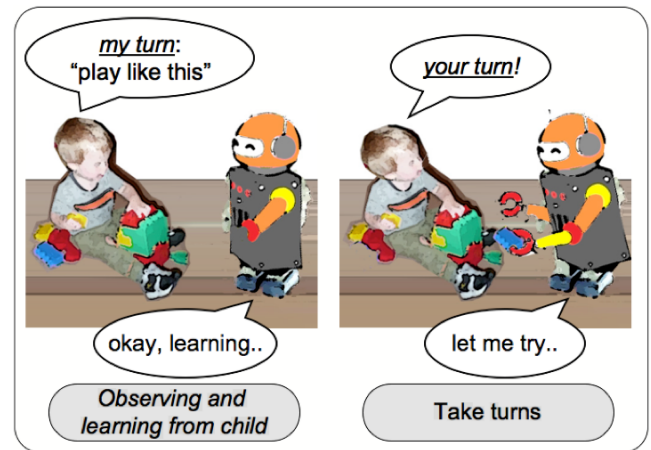 my turn:
“play like this”
your turn!
okay, learning..
let me try..
Observing and
learning from child
Take turns